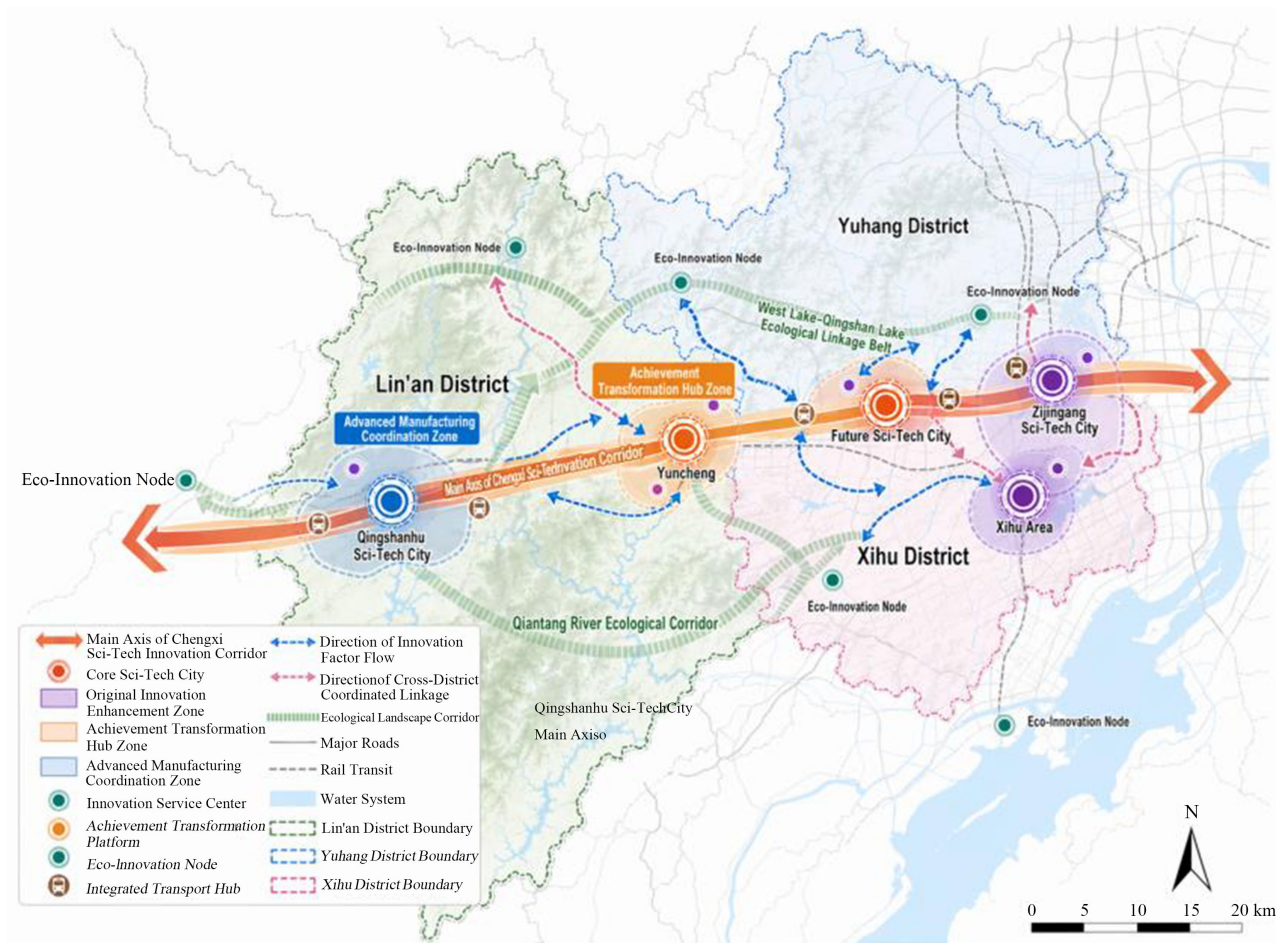 Yuhang District
Eco-Innovation Node
Eco-Innovation Node
Eco-Innovation Node
West Lake-Qingshan Lake
Ecological Linkage Belt
Lin'an District
Achievement
Transformation Hub Zone
Advanced Manufacturing
Coordination Zone
Zijingang
Sci-Tech City
Future Sci-Tech City
Yuncheng
Main Axis of Chengxi Sci-TecInvation Corridor
Eco-Innovation Node
Qingshanhu
Sci-Tech City
Xihu Area
Xihu District
Eco-Innovation Node
Qiantang River Ecological Corridor
Qingshanhu Sci-TechCity
Main Axiso
Eco-Innovation Node
Main Axis of Chengxi
Sci-Tech Innovation Corridor
Core Sci-Tech City
Original Innovation
Enhancement Zone
Achievement Transformation
Hub Zone
Advanced Manufacturing
Coordination Zone
Innovation Service Center
Achievement Transformation
Platform
Eco-Innovation Node
Integrated Transport Hub
Direction of Innovation
Factor Flow
Directionof Cross-District
Coordinated Linkage
Ecological Landscape Corridor
Major Roads
Rail Transit
Water System
Lin'an District Boundary
Yuhang District Boundary
Xihu District Boundary
N
0 5 10 15 20 km